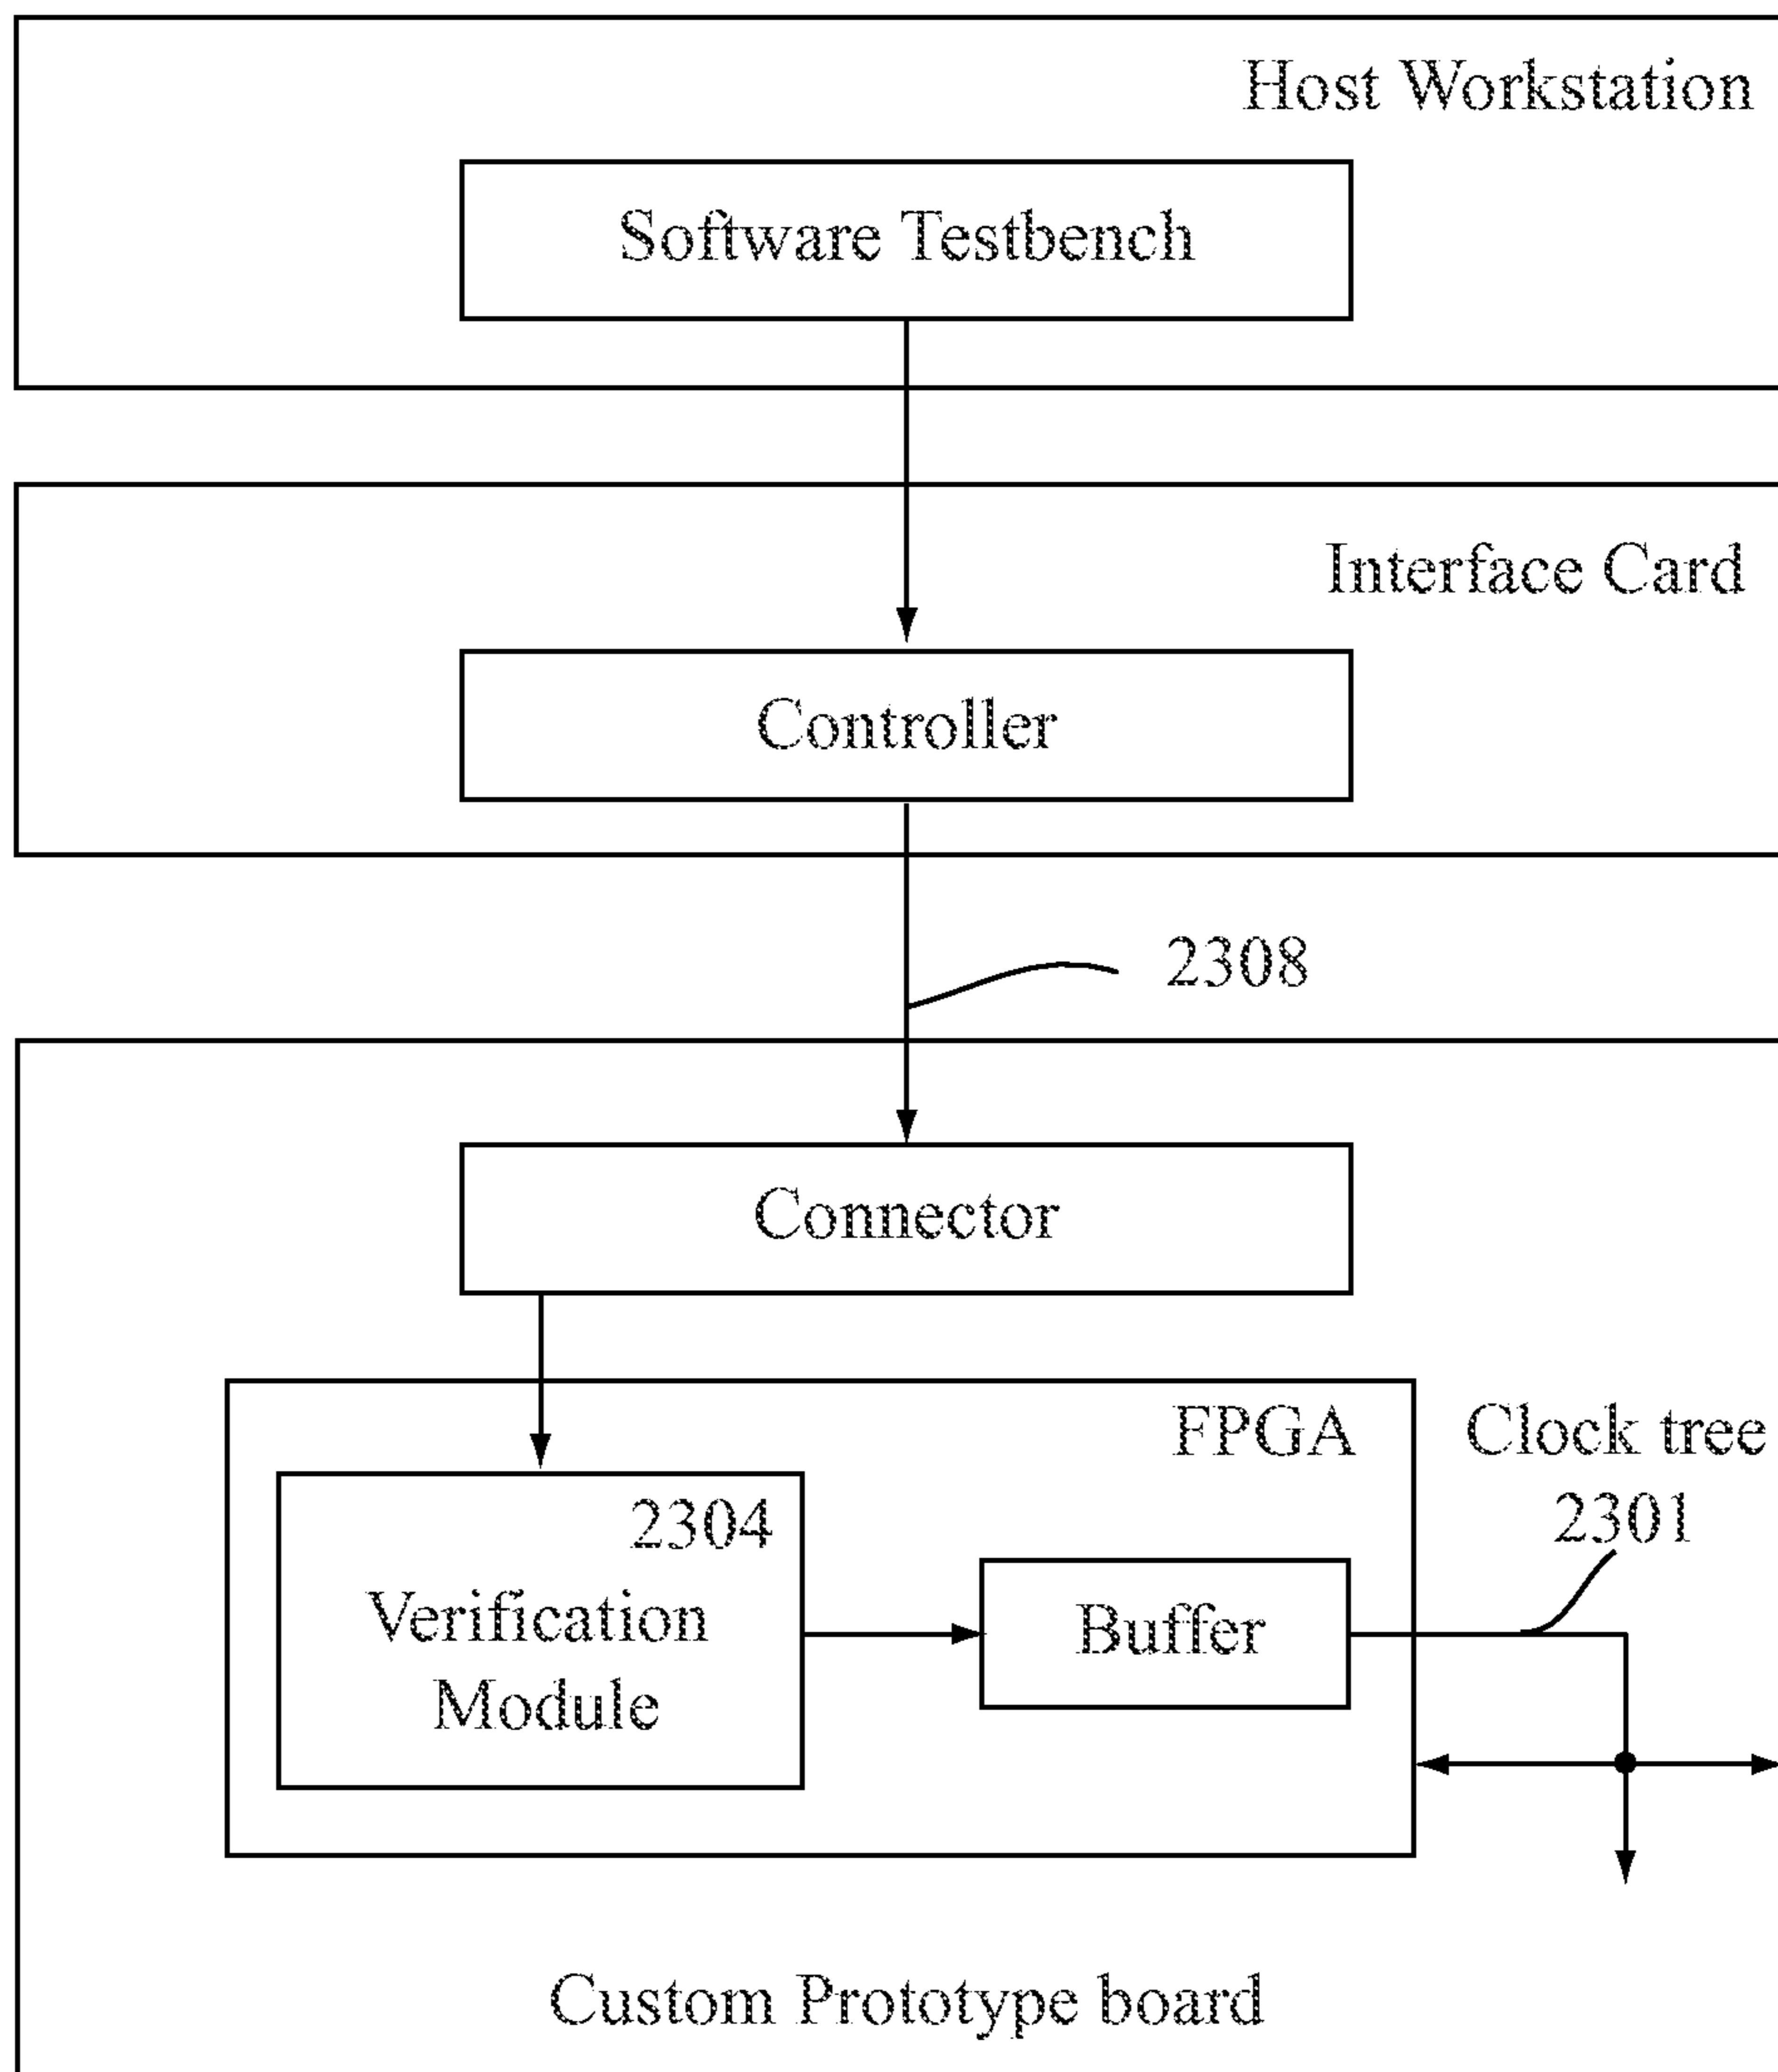 Host Workstation
Software Testbench
Interface Card
Controller
2308
Connector
FPGA
Clock tree
2301
2304
Verification
Module
Buffer
Custom Prototype board